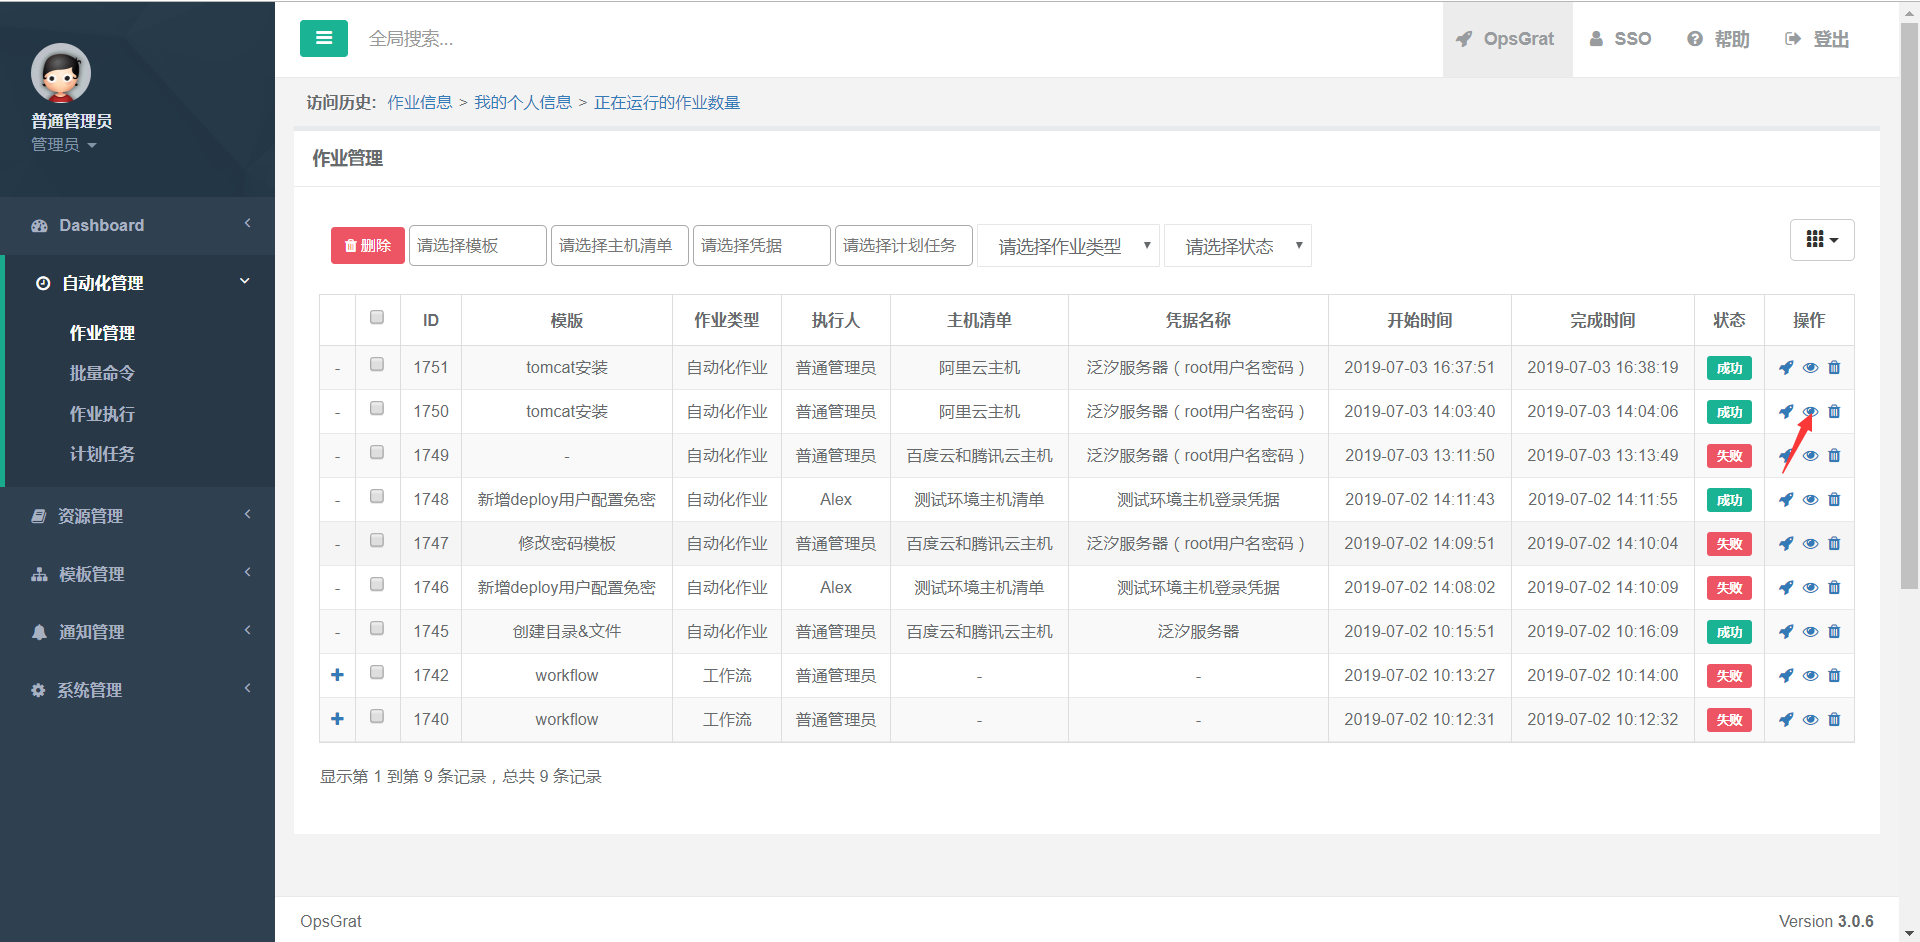 普通管理员
管理员
Dashboard
自动化管理
作业管理
批量命令
作业执行
计划任务
资源管理
模板管理
通知管理
系统管理
全局搜索...
OpsGrat SSO 帮助 登出
访问历史: 作业信息 > 我的个人信息 > 正在运行的作业数量
作业管理
删除 请选择模板 请选择主机清单 请选择凭据 请选择计划任务 请选择作业类型 请选择状态
ID 模版 作业类型 执行人 主机清单 凭据名称 开始时间 完成时间 状态 操作
- 1751 tomcat安装 自动化作业 普通管理员 阿里云主机 泛汐服务器（root用户名密码） 2019-07-03 16:37:51 2019-07-03 16:38:19 成功
- 1750 tomcat安装 自动化作业 普通管理员 阿里云主机 泛汐服务器（root用户名密码） 2019-07-03 14:03:40 2019-07-03 14:04:06 成功
- 1749 - 自动化作业 普通管理员 百度云和腾讯云主机 泛汐服务器（root用户名密码） 2019-07-03 13:11:50 2019-07-03 13:13:49 失败
- 1748 新增deploy用户配置免密 自动化作业 Alex 测试环境主机清单 测试环境主机登录凭据 2019-07-02 14:11:43 2019-07-02 14:11:55 成功
- 1747 修改密码模板 自动化作业 普通管理员 百度云和腾讯云主机 泛汐服务器（root用户名密码） 2019-07-02 14:09:51 2019-07-02 14:10:04 失败
- 1746 新增deploy用户配置免密 自动化作业 Alex 测试环境主机清单 测试环境主机登录凭据 2019-07-02 14:08:02 2019-07-02 14:10:09 失败
- 1745 创建目录&文件 自动化作业 普通管理员 百度云和腾讯云主机 泛汐服务器 2019-07-02 10:15:51 2019-07-02 10:16:09 成功
1742 workflow 工作流 普通管理员 - - 2019-07-02 10:13:27 2019-07-02 10:14:00 失败
1740 workflow 工作流 普通管理员 - - 2019-07-02 10:12:31 2019-07-02 10:12:32 失败
显示第 1 到第 9 条记录，总共 9 条记录
OpsGrat
Version 3.0.6